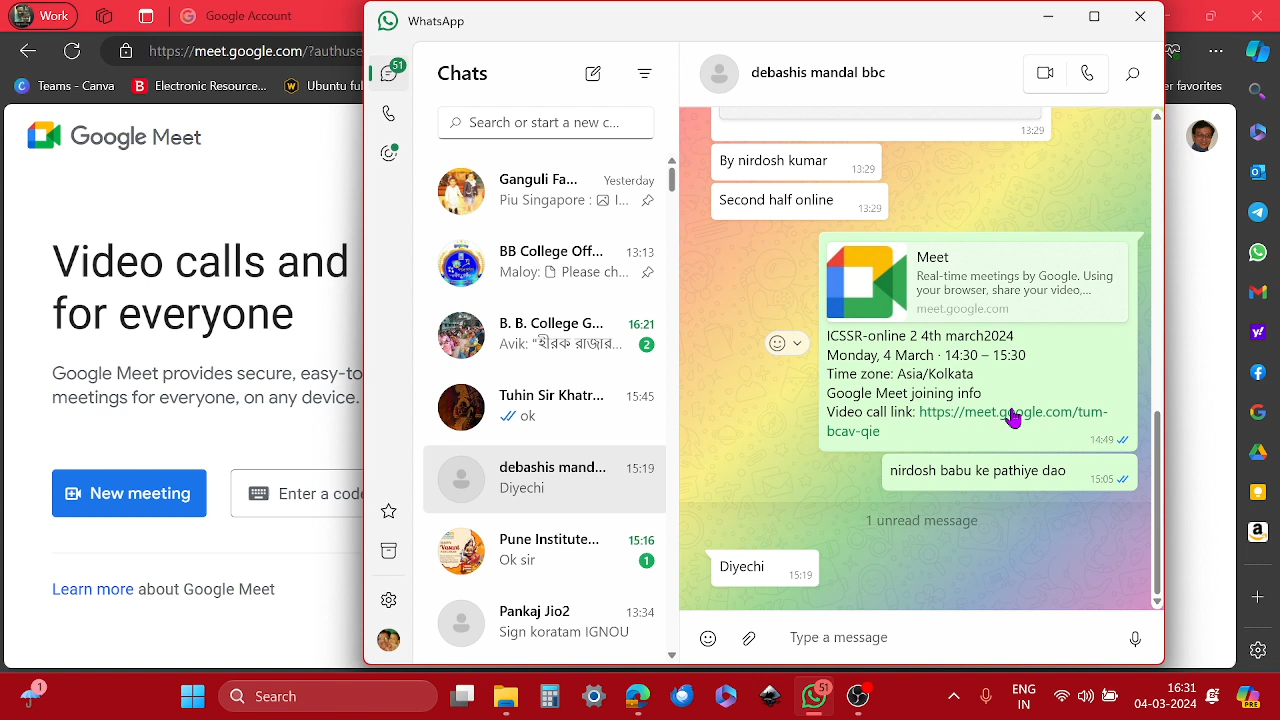 Work
Google Account
https://meet.google.com/?authuse
Teams - Canva
Electronic Resource...
Ubuntu ful
er favorites
Google Meet
Video calls and
for everyone
Google Meet provides secure, easy-to
meetings for everyone, on any device.
New meeting
Enter a code
Learn more about Google Meet
WhatsApp
51
Chats
Search or start a new c...
Ganguli Fa...
Yesterday
Piu Singapore : I...
BB College Off...
13:13
Maloy: Please ch...
B. B. College G...
16:21
Avik: "হীরক রাজার...
2
Tuhin Sir Khatr...
15:45
ok
debashis mand...
15:19
Diyechi
Pune Institute...
15:16
Ok sir
1
Pankaj Jio2
13:34
Sign koratam IGNOU
debashis mandal bbc
13:29
By nirdosh kumar
13:29
Second half online
13:29
Meet
Real-time meetings by Google. Using
your browser, share your video,...
meet.google.com
ICSSR-online 2 4th march2024
Monday, 4 March · 14:30 – 15:30
Time zone: Asia/Kolkata
Google Meet joining info
Video call link: https://meet.google.com/tum-
bcav-qie
14:49
nirdosh babu ke pathiye dao
15:05
1 unread message
Diyechi
15:19
Type a message
1
Search
51
ENG
IN
16:31
04-03-2024
PRE